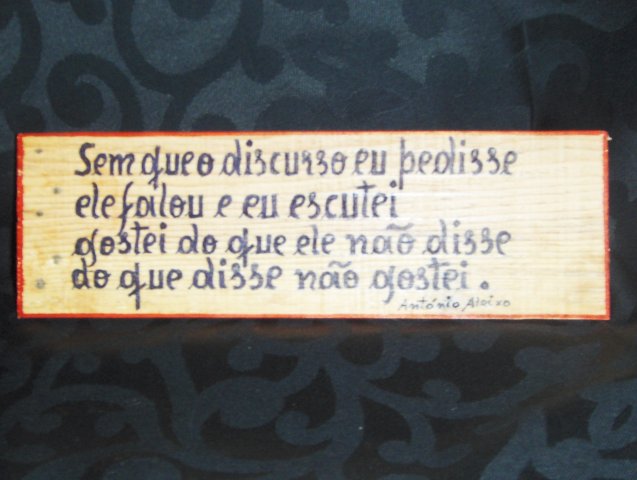 Sem que o discurso eu pedisse
ele falou e eu escutei
gostei do que ele não disse
do que disse não gostei.
António Aleixo